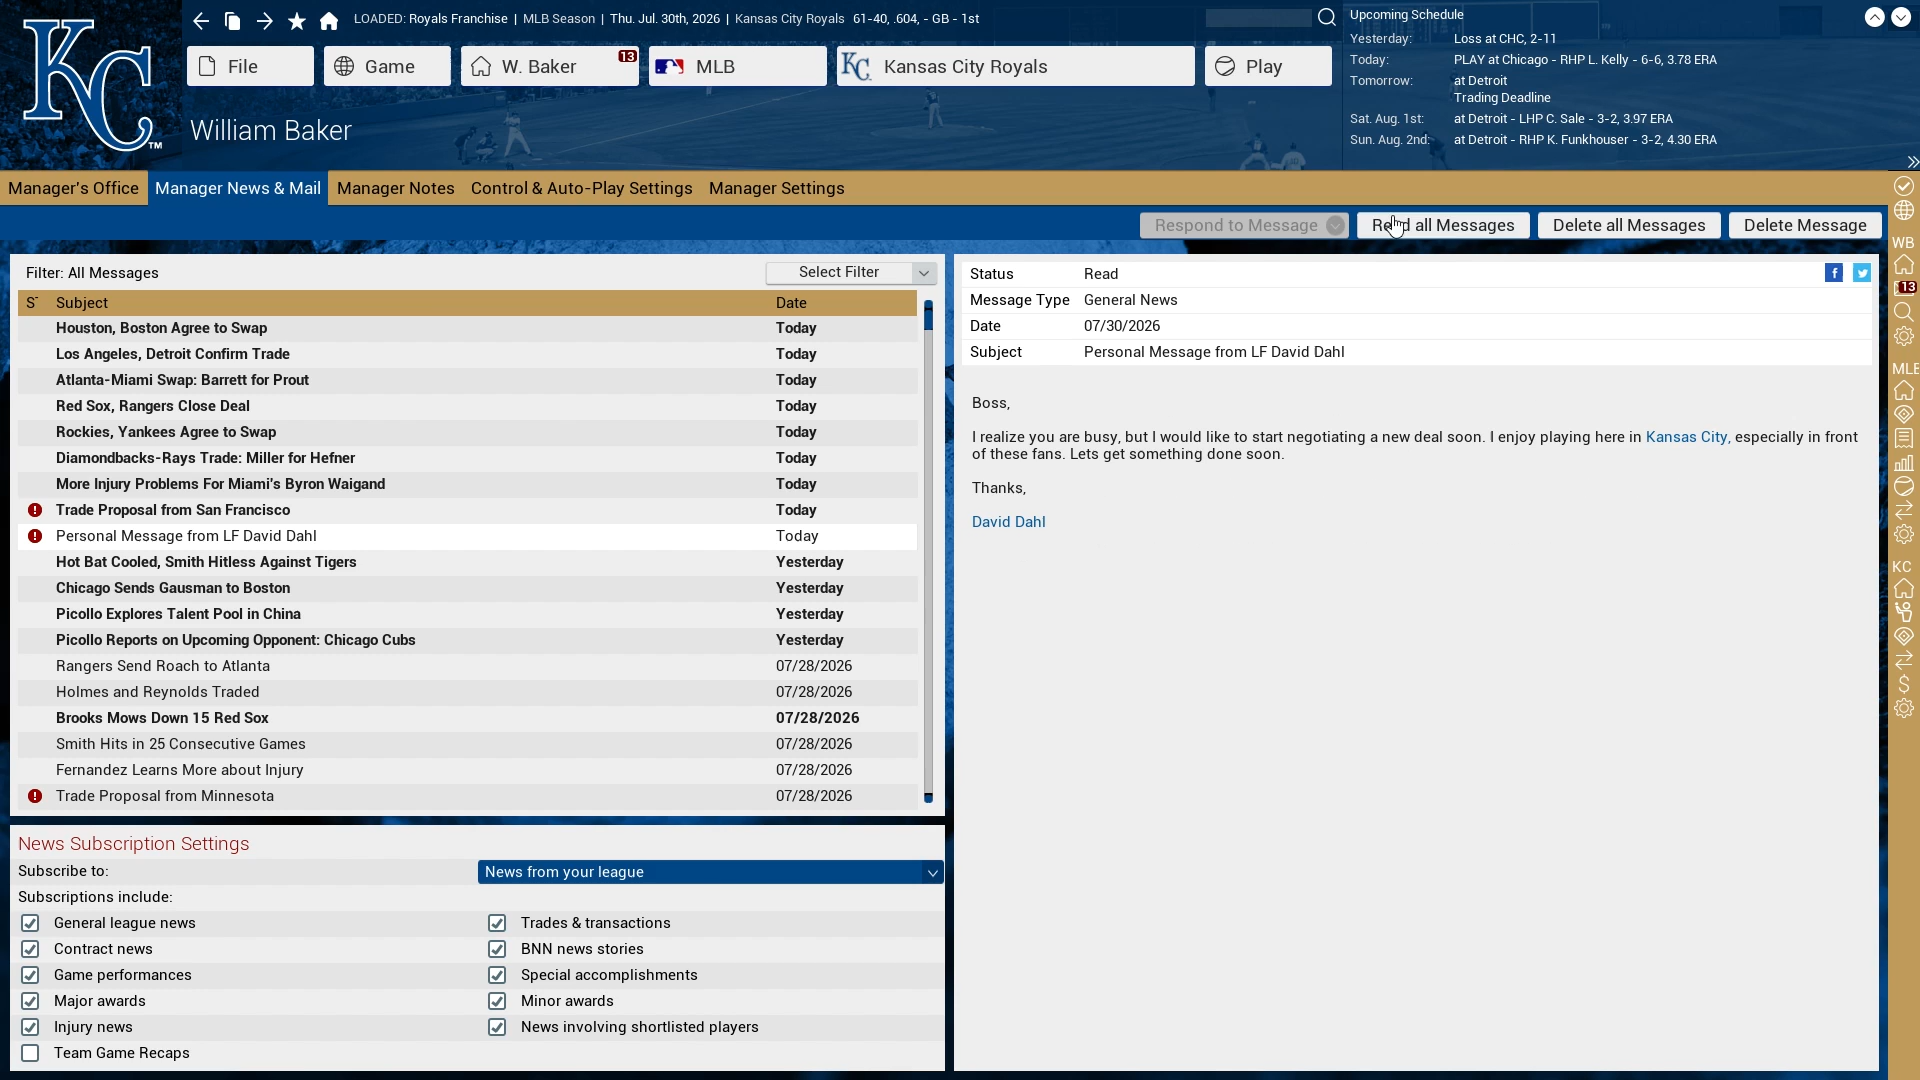 LOADED: Royals Franchise | MLB Season | Thu. Jul. 30th, 2026 | Kansas City Royals 61-40, .604, - GB - 1st
File
Game
W. Baker
13
MLB
Kansas City Royals
Play
KC
TM
William Baker
Upcoming Schedule
Yesterday: Loss at CHC, 2-11
Today: PLAY at Chicago - RHP L. Kelly - 6-6, 3.78 ERA
Tomorrow: at Detroit
Trading Deadline
Sat. Aug. 1st: at Detroit - LHP C. Sale - 3-2, 3.97 ERA
Sun. Aug. 2nd: at Detroit - RHP K. Funkhouser - 3-2, 4.30 ERA
Manager's Office
Manager News & Mail
Manager Notes
Control & Auto-Play Settings
Manager Settings
Respond to Message
Read all Messages
Delete all Messages
Delete Message
Filter: All Messages
Select Filter
S Subject Date
Houston, Boston Agree to Swap Today
Los Angeles, Detroit Confirm Trade Today
Atlanta-Miami Swap: Barrett for Prout Today
Red Sox, Rangers Close Deal Today
Rockies, Yankees Agree to Swap Today
Diamondbacks-Rays Trade: Miller for Hefner Today
More Injury Problems For Miami's Byron Waigand Today
Trade Proposal from San Francisco Today
Personal Message from LF David Dahl Today
Hot Bat Cooled, Smith Hitless Against Tigers Yesterday
Chicago Sends Gausman to Boston Yesterday
Picollo Explores Talent Pool in China Yesterday
Picollo Reports on Upcoming Opponent: Chicago Cubs Yesterday
Rangers Send Roach to Atlanta 07/28/2026
Holmes and Reynolds Traded 07/28/2026
Brooks Mows Down 15 Red Sox 07/28/2026
Smith Hits in 25 Consecutive Games 07/28/2026
Fernandez Learns More about Injury 07/28/2026
Trade Proposal from Minnesota 07/28/2026
News Subscription Settings
Subscribe to: News from your league
Subscriptions include:
General league news Trades & transactions
Contract news BNN news stories
Game performances Special accomplishments
Major awards Minor awards
Injury news News involving shortlisted players
Team Game Recaps
Status Read
Message Type General News
Date 07/30/2026
Subject Personal Message from LF David Dahl
Boss,
I realize you are busy, but I would like to start negotiating a new deal soon. I enjoy playing here in Kansas City, especially in front
of these fans. Lets get something done soon.
Thanks,
David Dahl
WB
13
MLB
KC